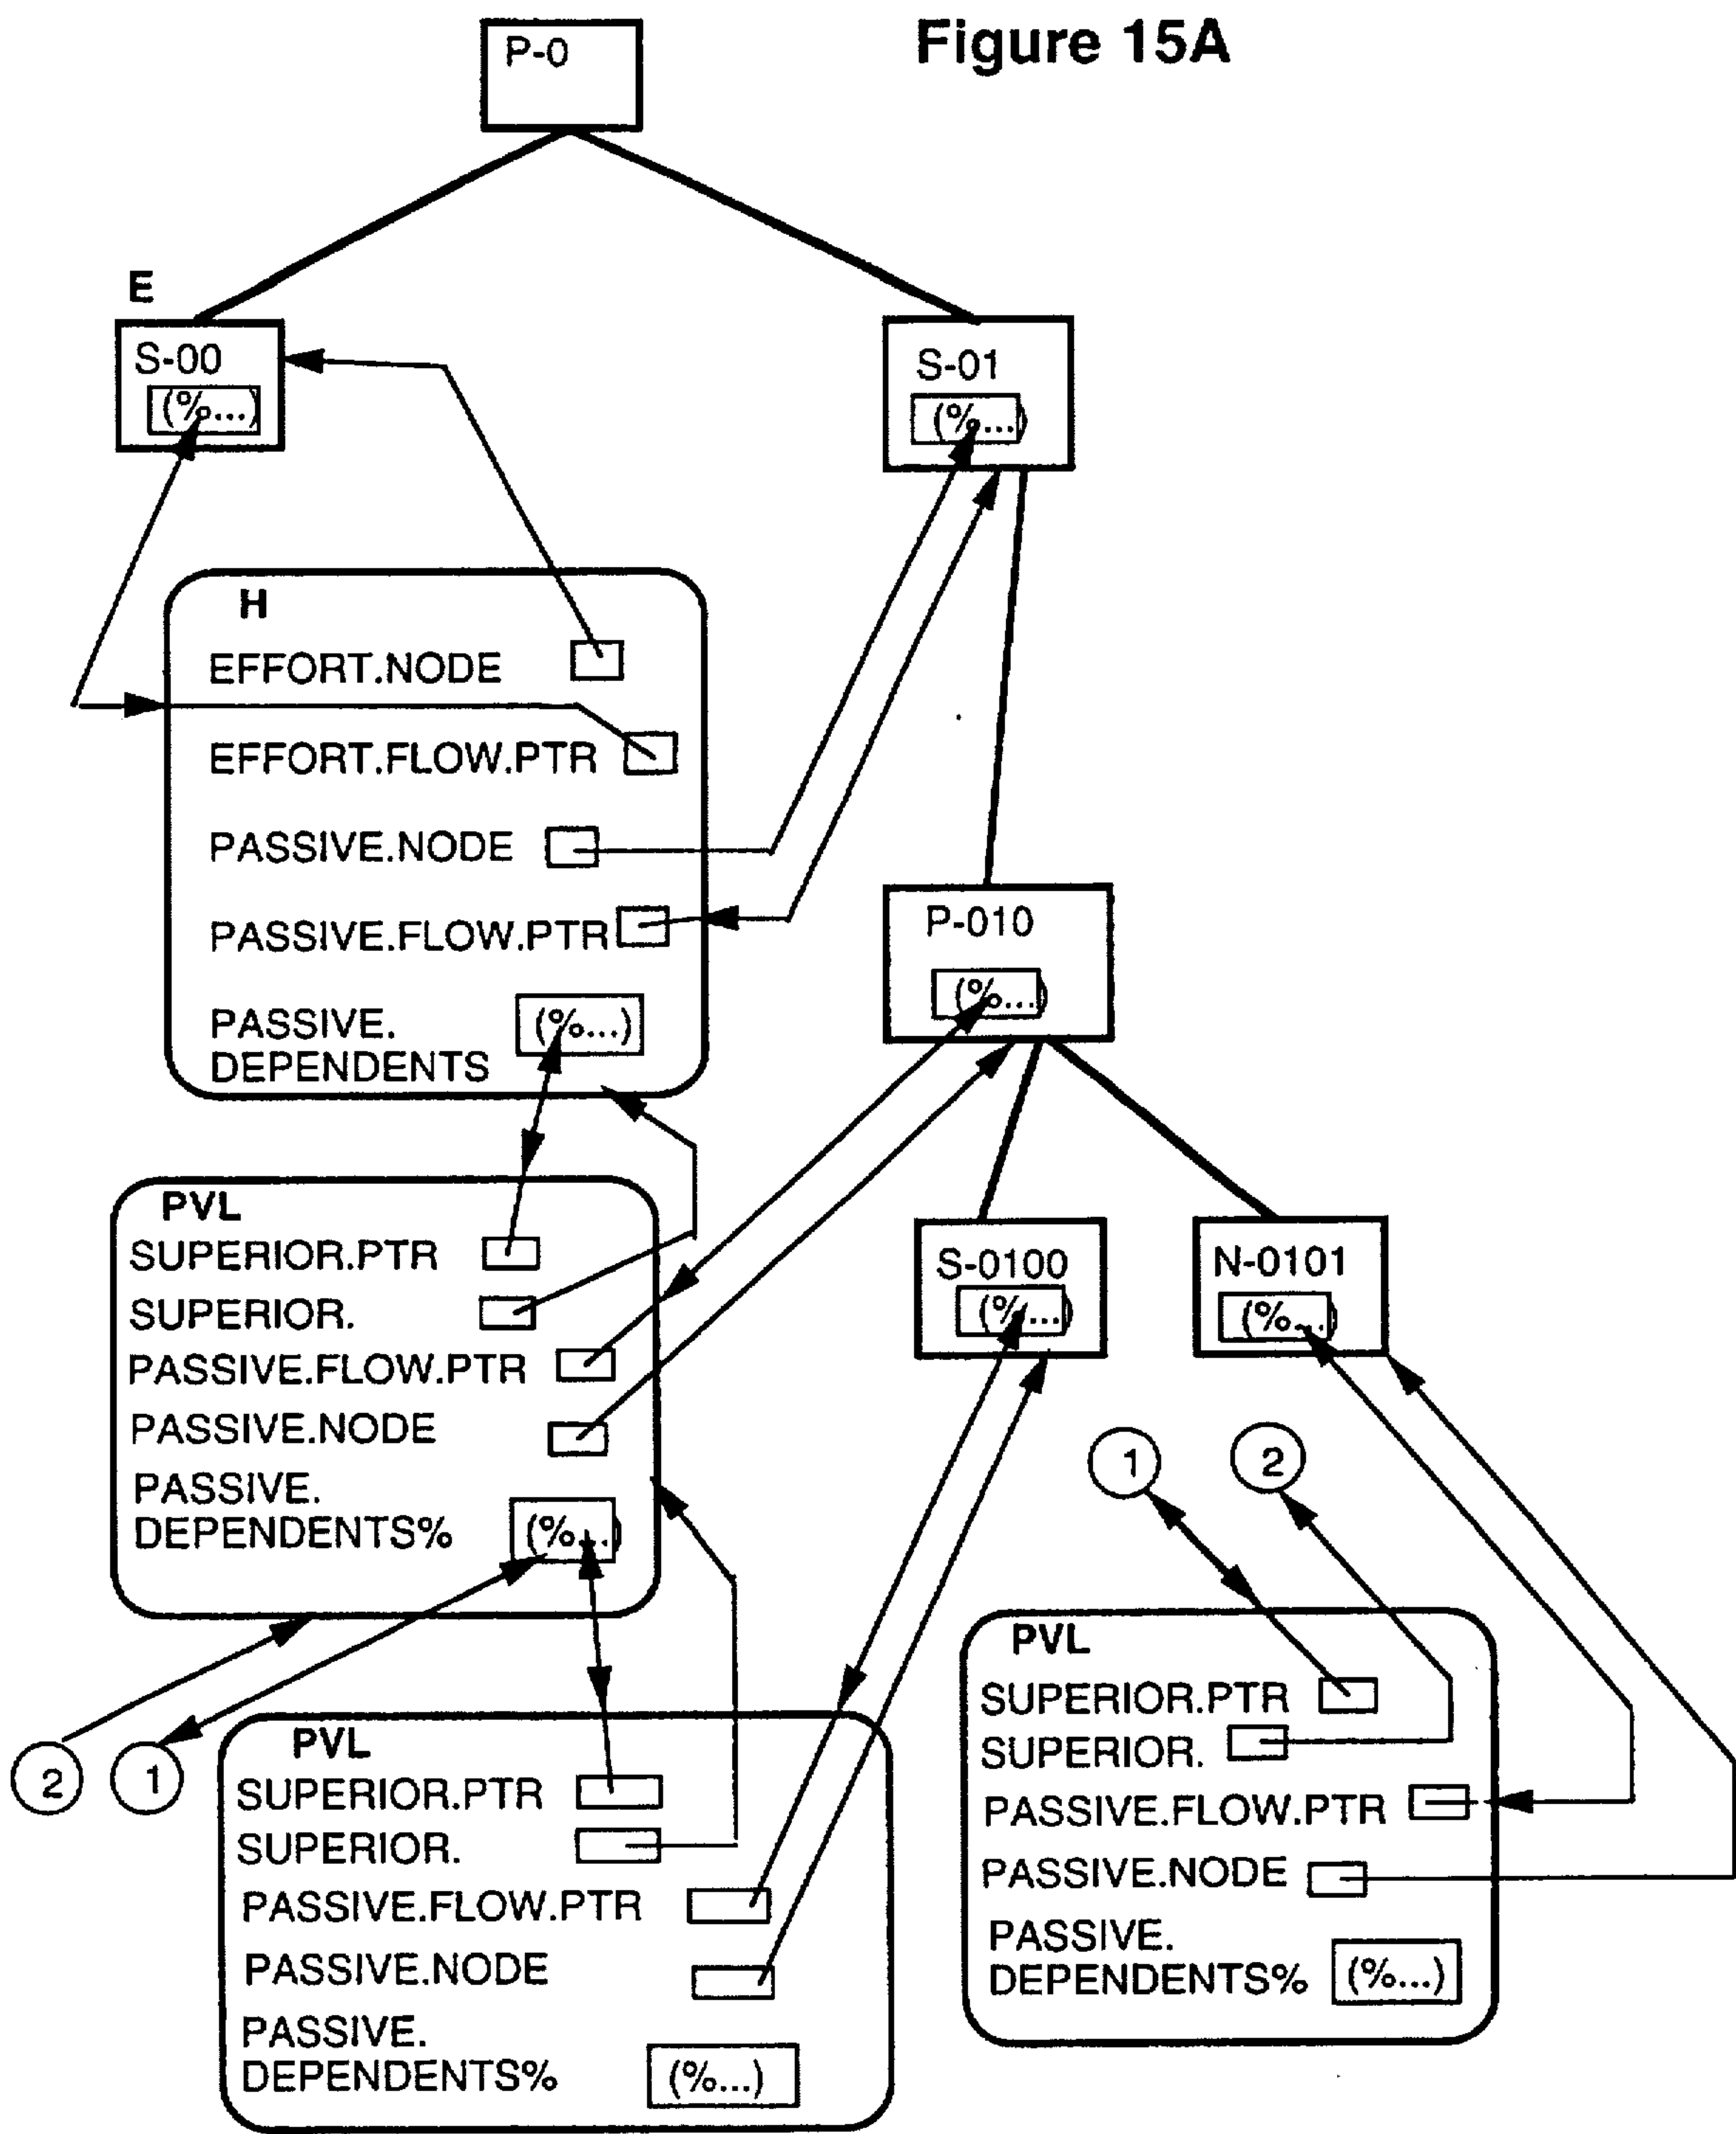 Figure 15A
P-0
E
S-00
(%...)
S-01
(%...)
H
EFFORT.NODE
EFFORT.FLOW.PTR
PASSIVE.NODE
PASSIVE.FLOW.PTR
PASSIVE.
DEPENDENTS
(%...)
P-010
(%...)
PVL
SUPERIOR.PTR
SUPERIOR.
PASSIVE.FLOW.PTR
PASSIVE.NODE
PASSIVE.
DEPENDENTS%
(%...)
S-0100
(%...)
N-0101
(%...)
1
2
2
1
PVL
SUPERIOR.PTR
SUPERIOR.
PASSIVE.FLOW.PTR
PASSIVE.NODE
PASSIVE.
DEPENDENTS%
(%...)
PVL
SUPERIOR.PTR
SUPERIOR.
PASSIVE.FLOW.PTR
PASSIVE.NODE
PASSIVE.
DEPENDENTS%
(%...)